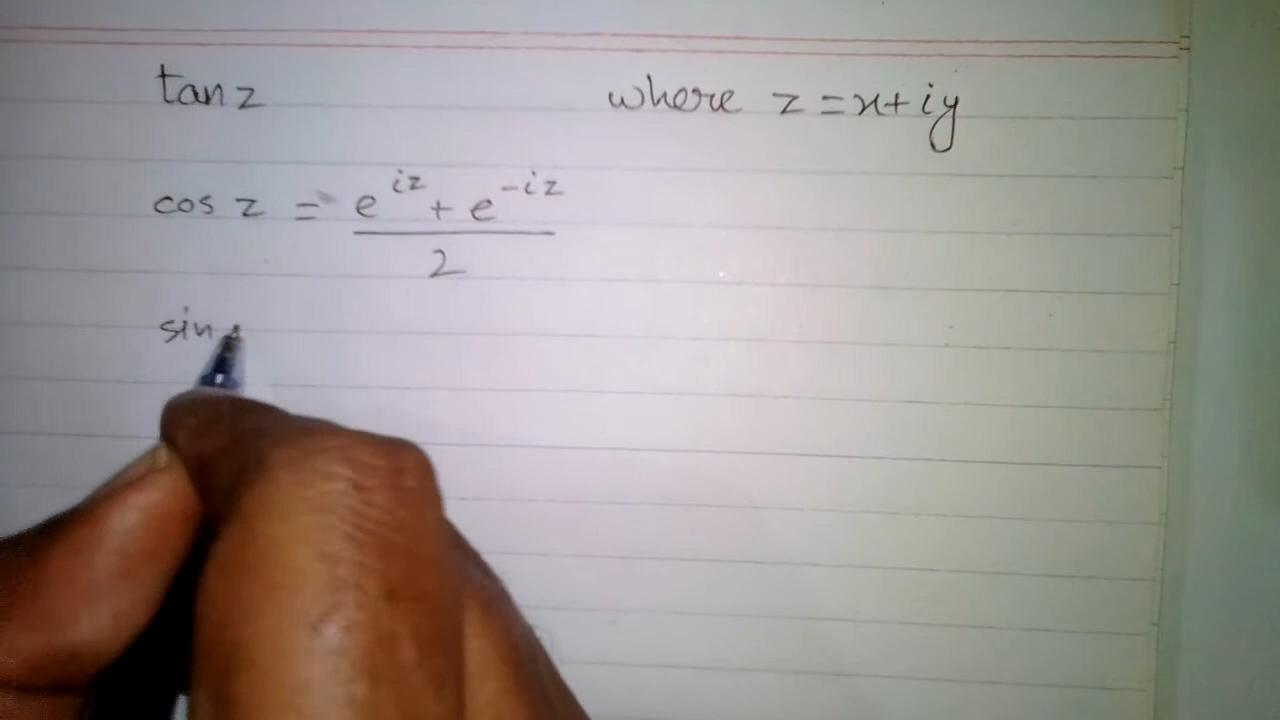 tan z where z = x + iy
cos z = e^{iz} + e^{-iz} / 2
sin